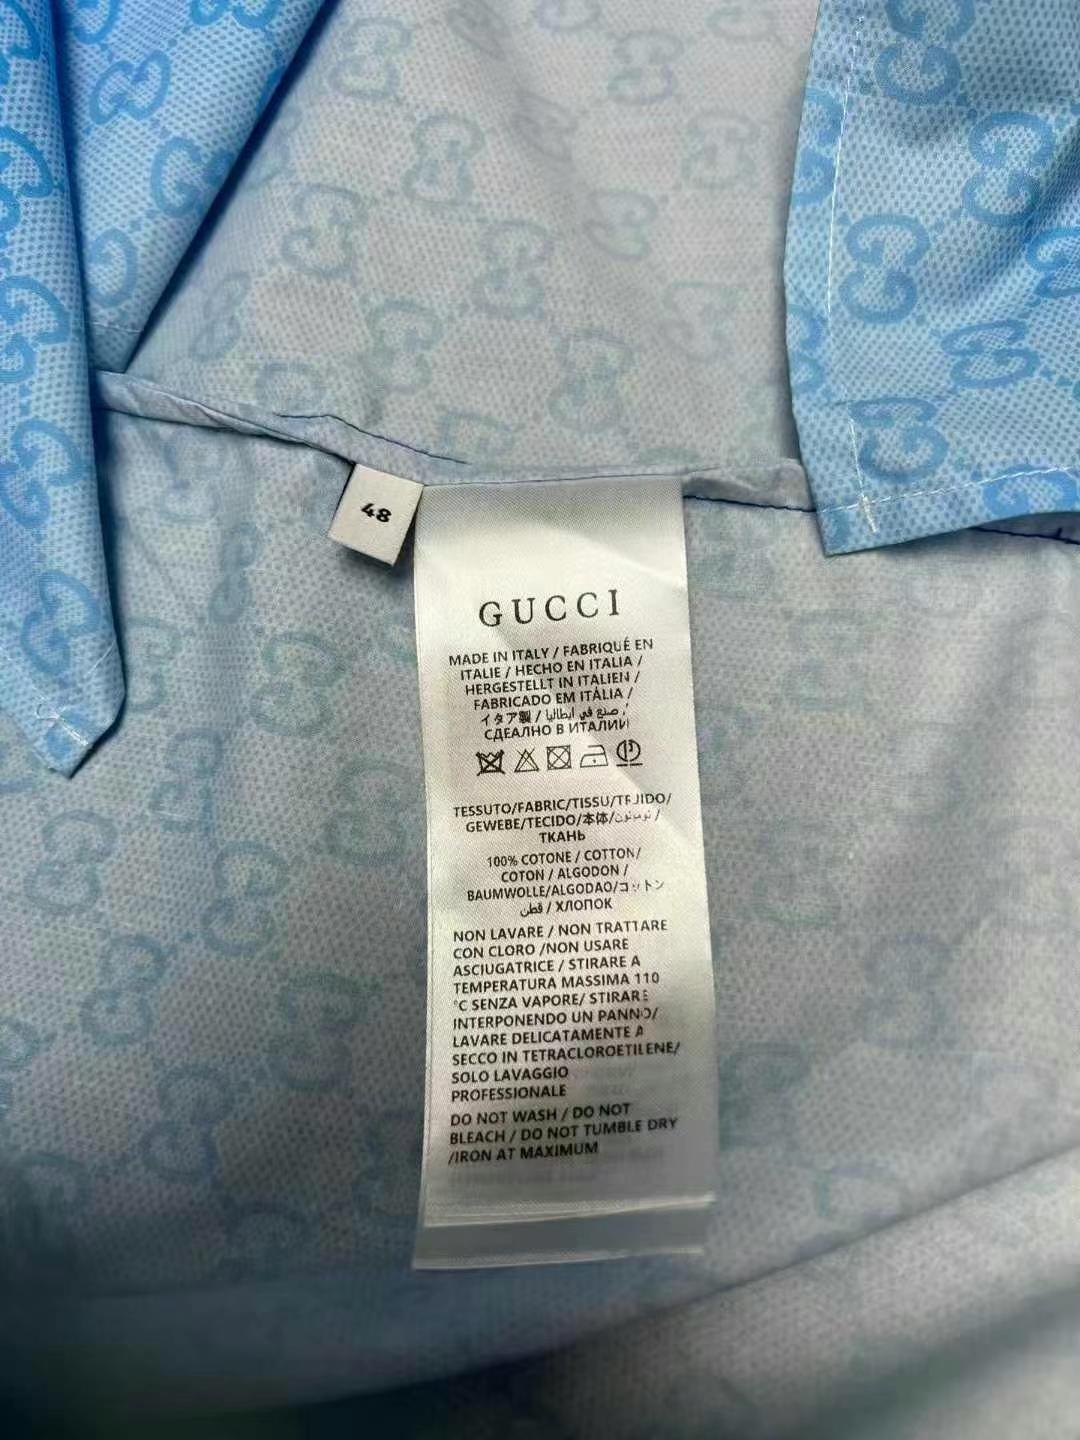 48
GUCCI
MADE IN ITALY / FABRIQUÉ EN
ITALIE / HECHO EN ITALIA /
HERGESTELLT IN ITALIEN /
FABRICADO EM ITÁLIA /
イタア製 / صنع في ايطاليا /
СДЕАЛНО В ИТАЛИИ
TESSUTO/FABRIC/TISSU/TEJIDO/
GEWEBE/TECIDO/本体/
ТКАНЬ
100% COTONE / COTTON/
COTON / ALGODON /
BAUMWOLLE/ALGODAO/コットン
قطن / ХЛОПОК
NON LAVARE / NON TRATTARE
CON CLORO /NON USARE
ASCIUGATRICE / STIRARE A
TEMPERATURA MASSIMA 110
°C SENZA VAPORE/ STIRARE
INTERPONENDO UN PANNO/
LAVARE DELICATAMENTE A
SECCO IN TETRACLOROETILENE/
SOLO LAVAGGIO
PROFESSIONALE
DO NOT WASH / DO NOT
BLEACH / DO NOT TUMBLE DRY
/IRON AT MAXIMUM